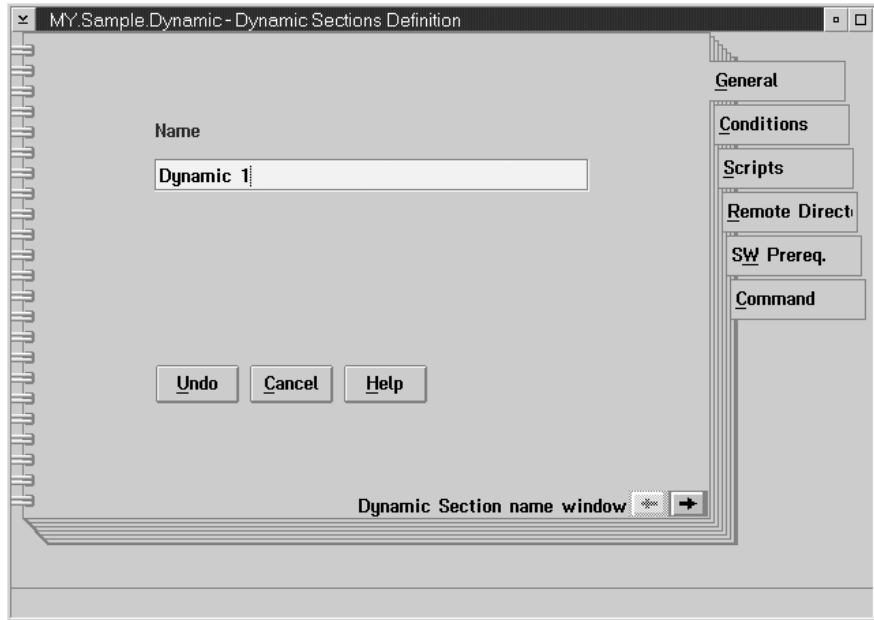 MY.Sample.Dynamic - Dynamic Sections Definition
General
Conditions
Scripts
Remote Direct
SW Prereq.
Command
Name
Dynamic 1
Undo Cancel Help
Dynamic Section name window